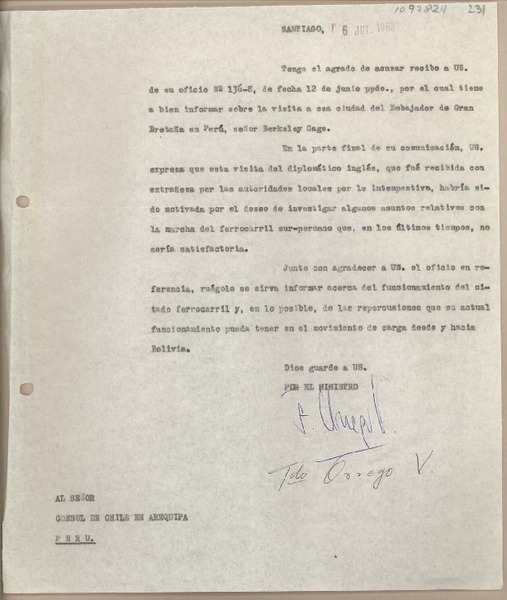 1092824 231
SANTIAGO, 6 JUL. 1962
Tengo el agrado de acusar recibo a US.
de su oficio Nº 136-8, de fecha 12 de junio ppdo., por el cual tiene
a bien informar sobre la visita a esa ciudad del Embajador de Gran
Bretaña en Perú, señor Berkeley Gage.
En la parte final de su comunicación, US.
expresa que esta visita del diplomático inglés, que fué recibida con
extrañeza por las autoridades locales por lo intempestiva, habría si-
do motivada por el deseo de investigar algunos asuntos relativos con
la marcha del ferrocarril sur-peruano que, en los últimos tiempos, no
sería satisfactoria.
Junto con agradecer a US. el oficio en re-
ferencia, ruégole se sirva informar acerca del funcionamiento del ci-
tado ferrocarril y, en lo posible, de las repercusiones que su actual
funcionamiento pueda tener en el movimiento de carga desde y hacia
Bolivia.
Dios guarde a US.
POR EL MINISTRO
Fdo Orrego V.
AL SEÑOR
CONSUL DE CHILE EN AREQUIPA
P E R U.